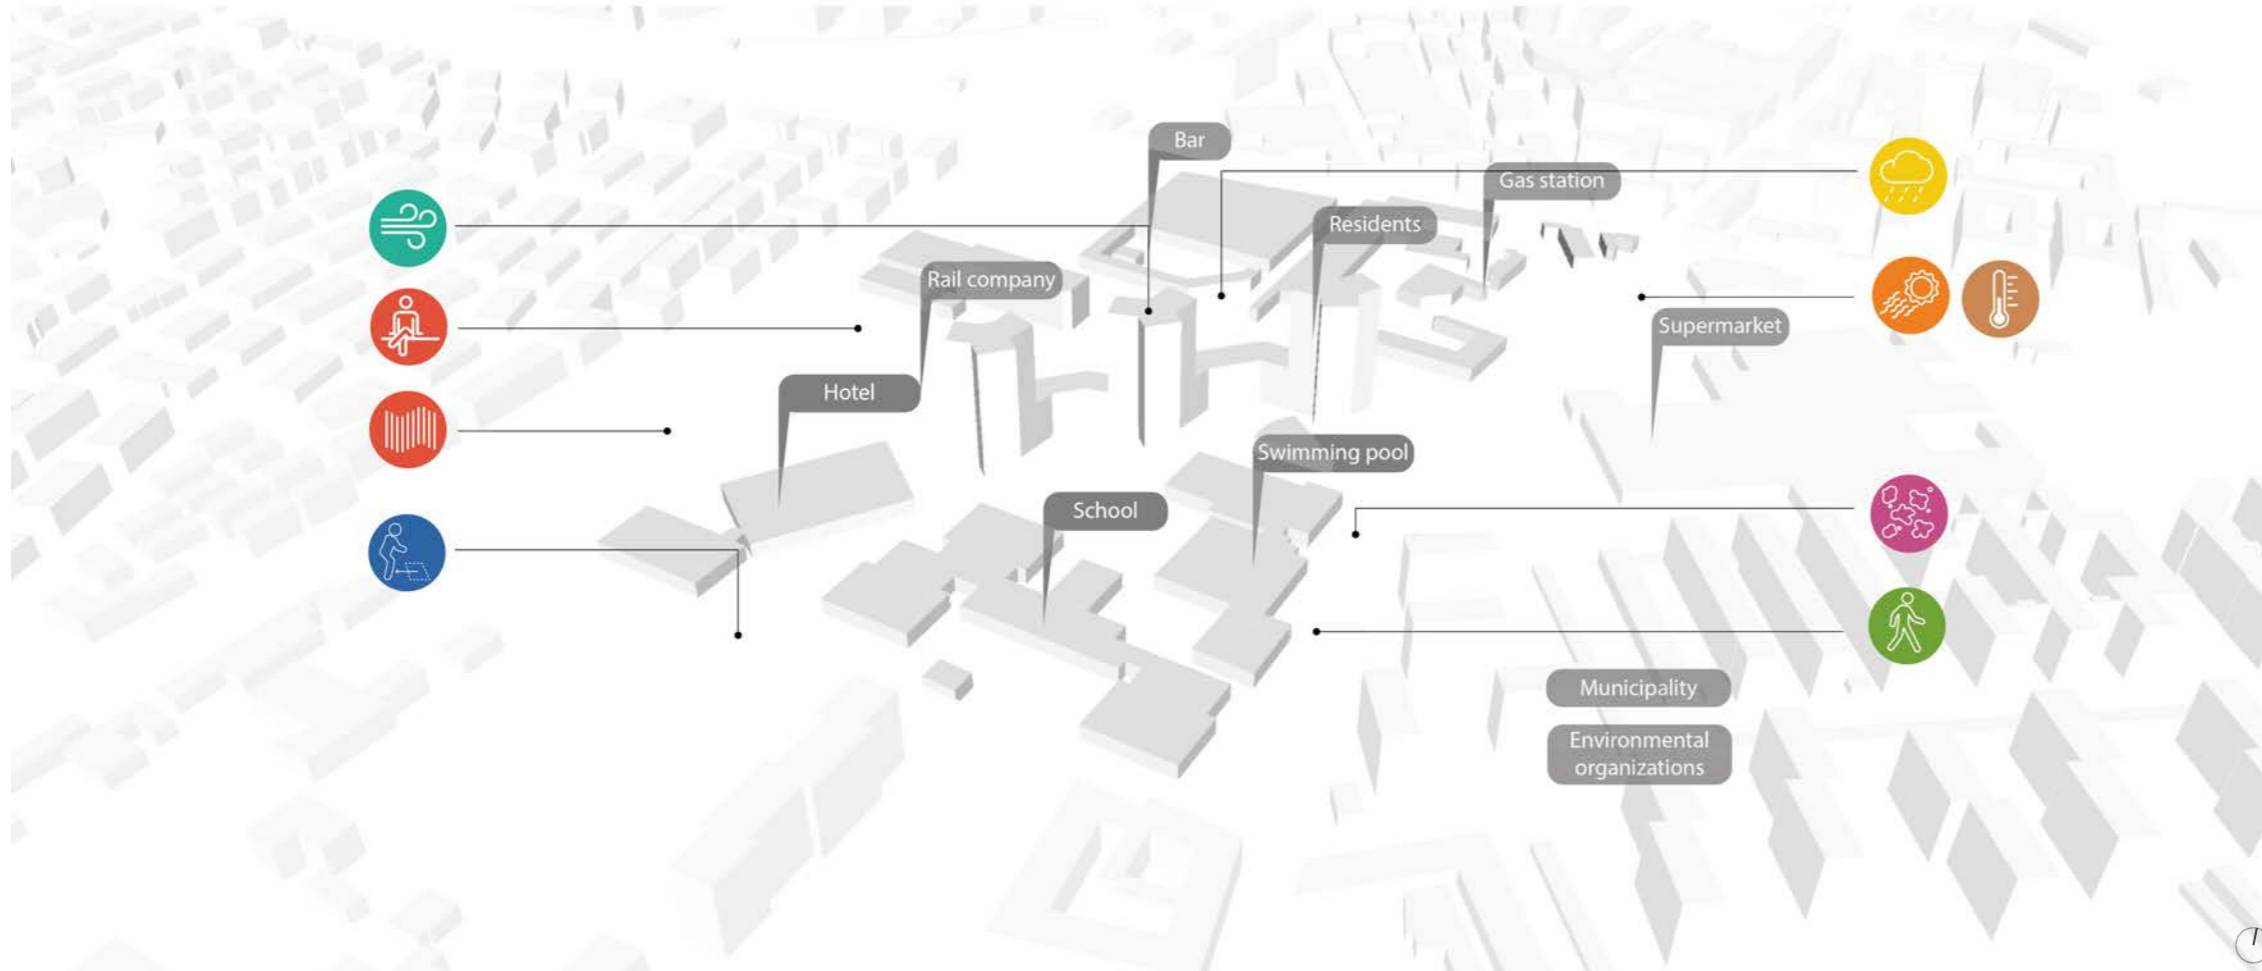 Bar
Gas station
Residents
Rail company
Supermarket
Hotel
Swimming pool
School
Municipality
Environmental
organizations